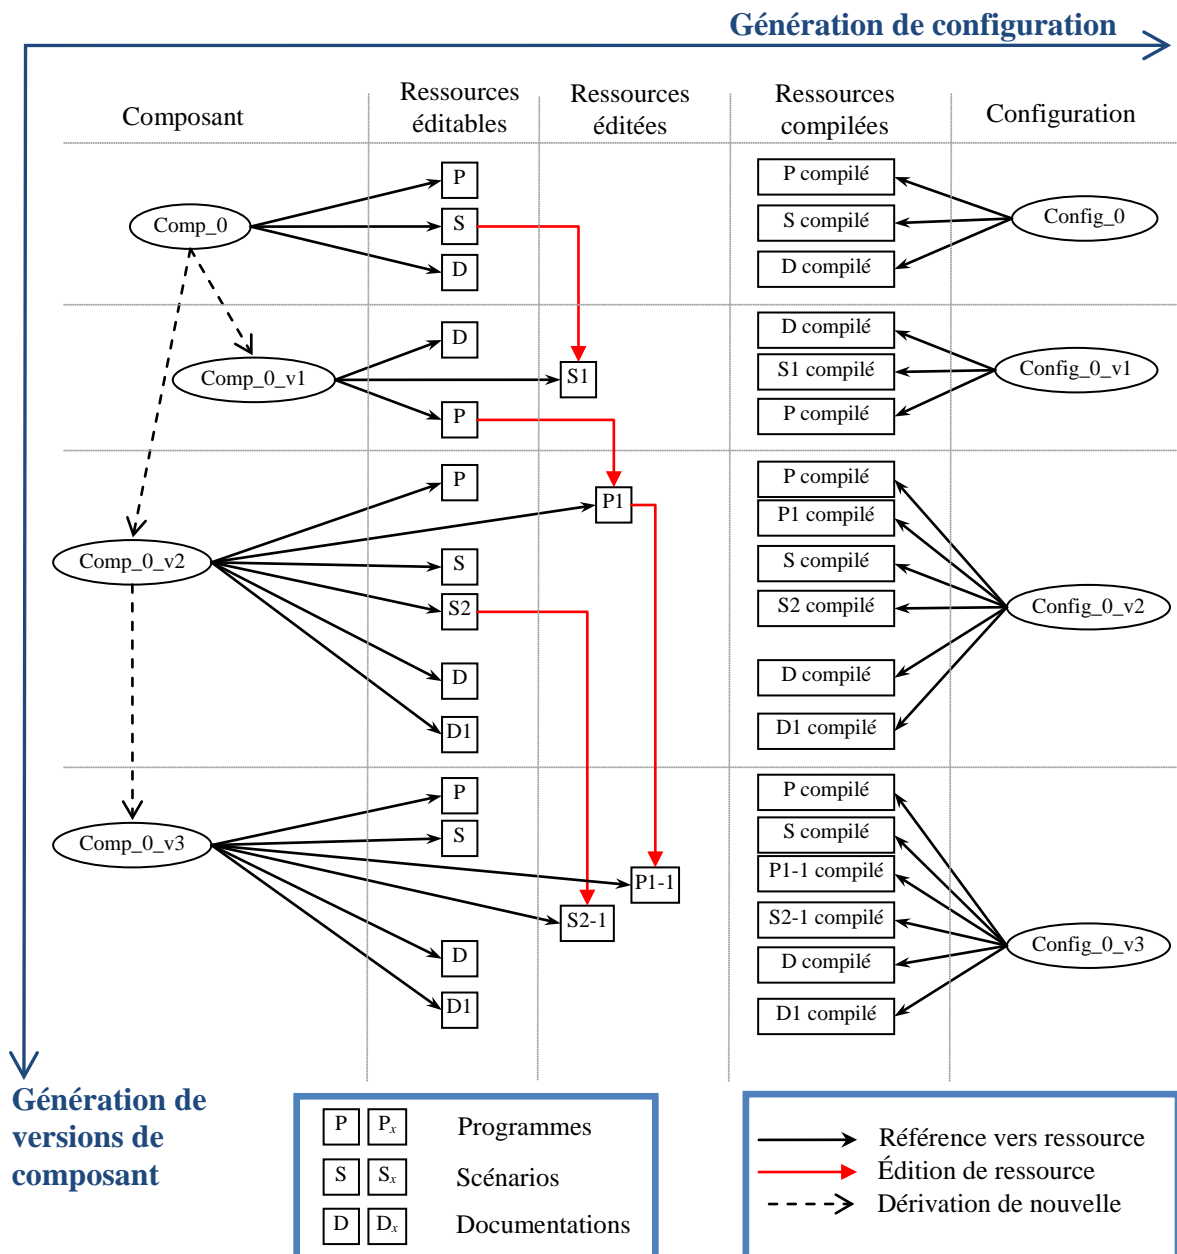 Génération de configuration
Composant
Ressources
éditables
Ressources
éditées
Ressources
compilées
Configuration
Comp_0
P
S
D
P compilé
S compilé
D compilé
Config_0
Comp_0_v1
D
S1
P
D compilé
S1 compilé
P compilé
Config_0_v1
Comp_0_v2
P
P1
S
S2
D
D1
P compilé
P1 compilé
S compilé
S2 compilé
D compilé
D1 compilé
Config_0_v2
Comp_0_v3
P
S
P1-1
S2-1
D
D1
P compilé
S compilé
P1-1 compilé
S2-1 compilé
D compilé
D1 compilé
Config_0_v3
Génération de
versions de
composant
P Px Programmes
S Sx Scénarios
D Dx Documentations
Référence vers ressource
Édition de ressource
Dérivation de nouvelle